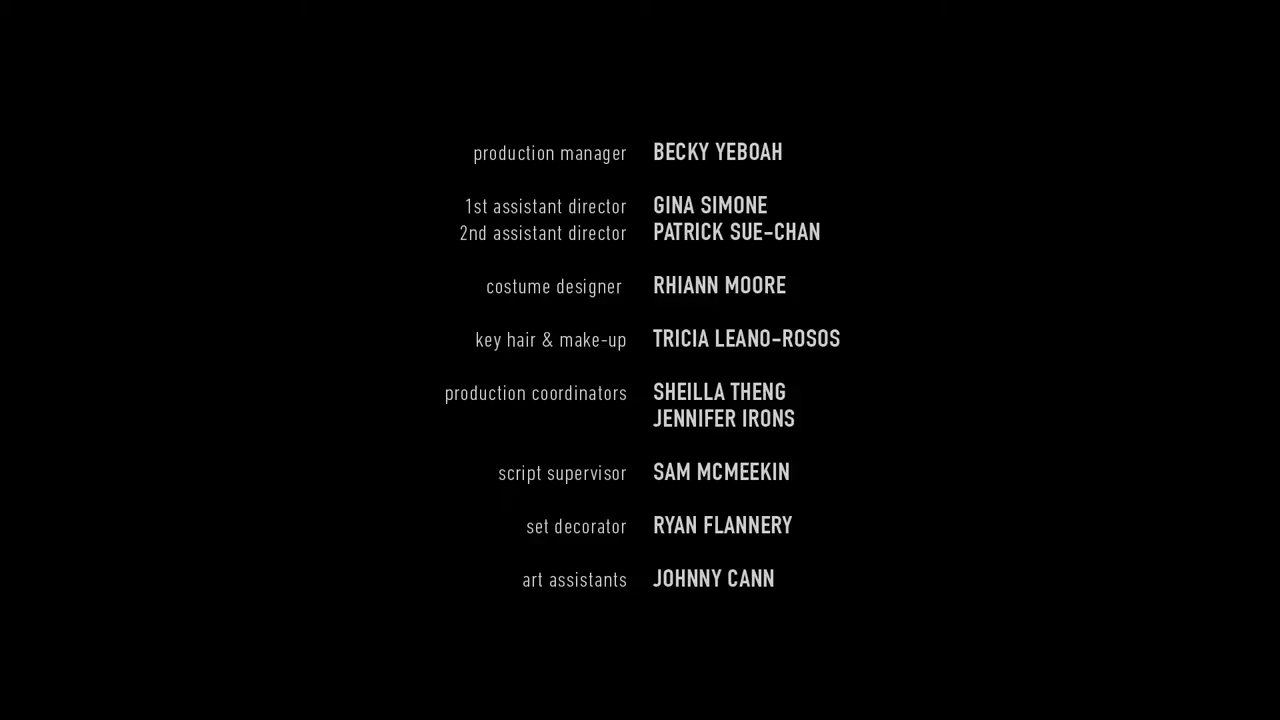 production manager BECKY YEBOAH
1st assistant director GINA SIMONE
2nd assistant director PATRICK SUE-CHAN
costume designer RHIANN MOORE
key hair & make-up TRICIA LEANO-ROSOS
production coordinators SHEILLA THENG
JENNIFER IRONS
script supervisor SAM MCMEEKIN
set decorator RYAN FLANNERY
art assistants JOHNNY CANN